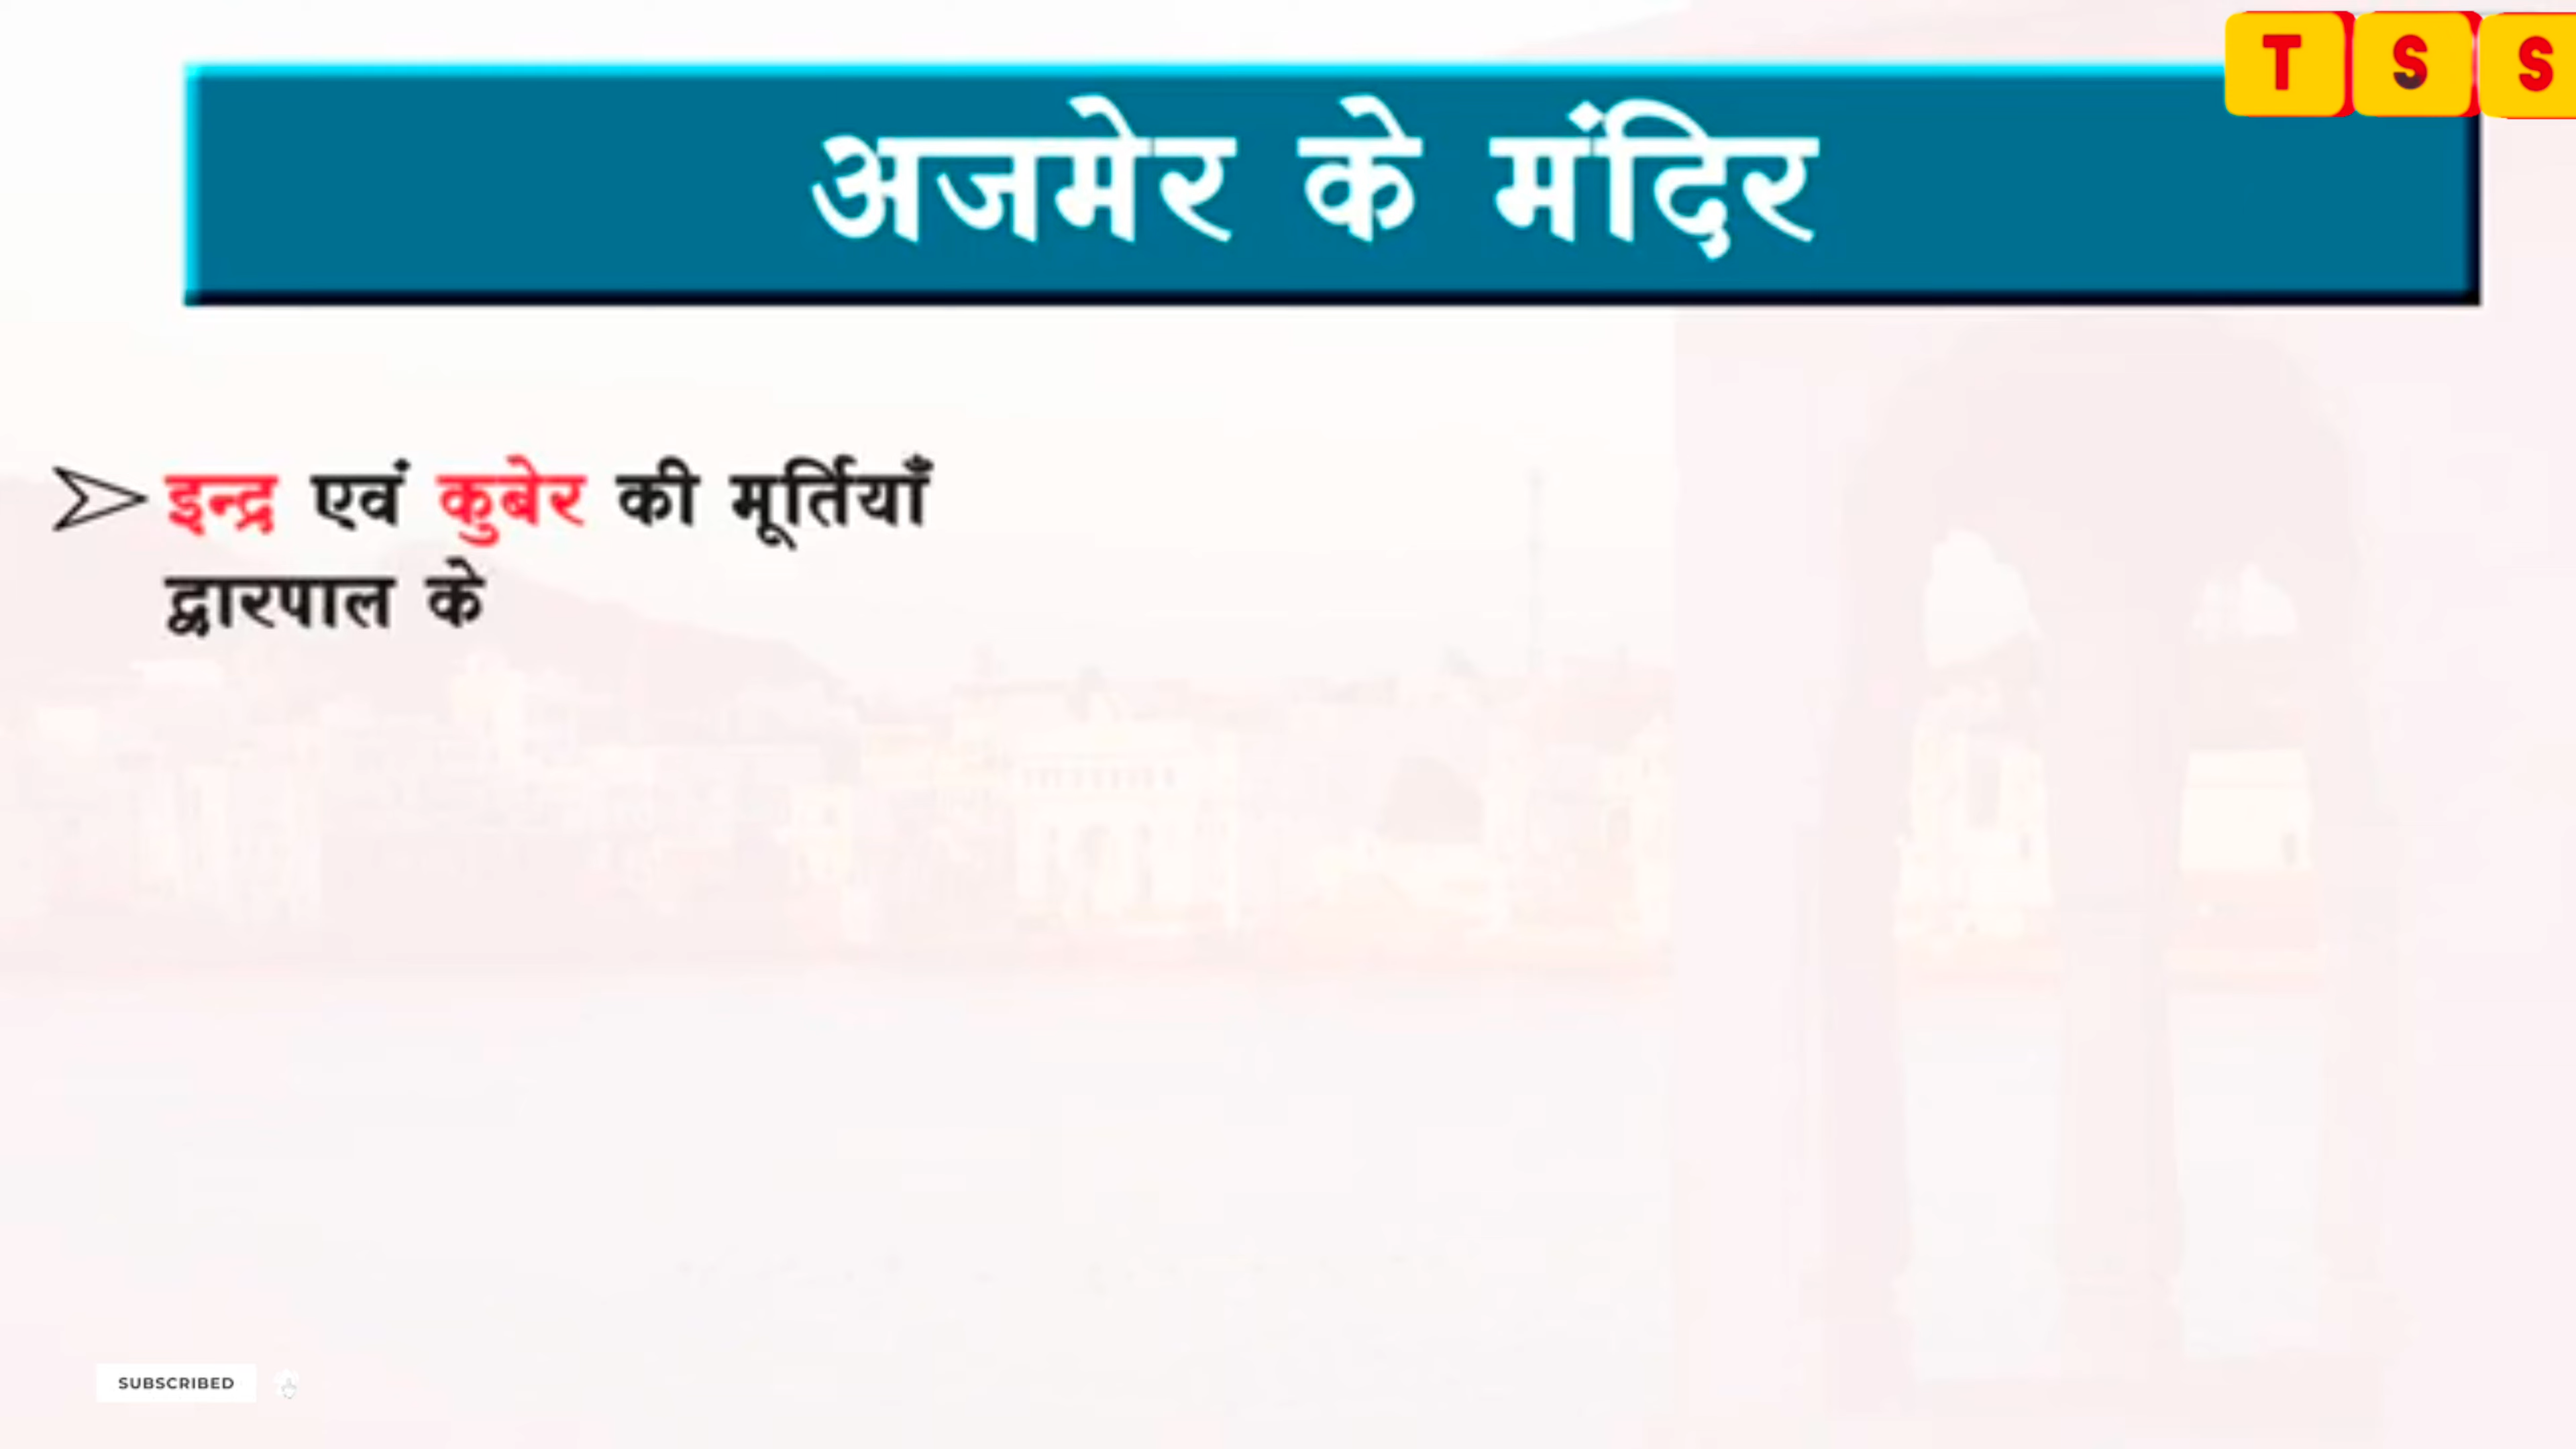 T S S
अजमेर के मंदिर
इन्द्र एवं कुबेर की मूर्तियाँ
द्वारपाल के
SUBSCRIBED